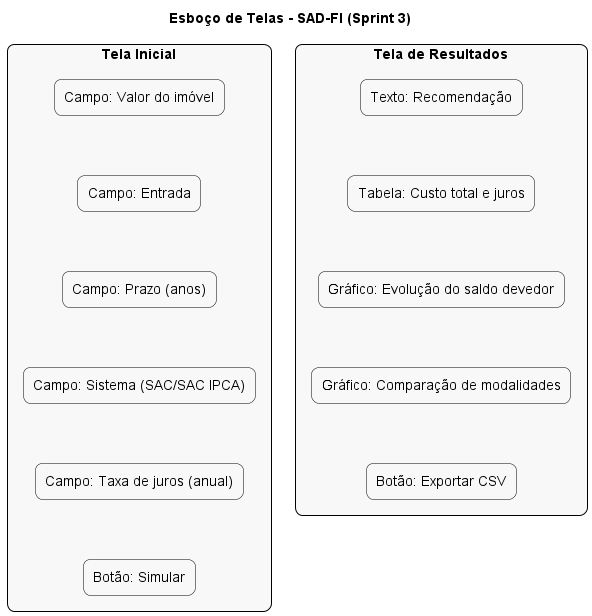 Esboço de Telas - SAD-FI (Sprint 3)
Tela Inicial
Campo: Valor do imóvel
Campo: Entrada
Campo: Prazo (anos)
Campo: Sistema (SAC/SAC IPCA)
Campo: Taxa de juros (anual)
Botão: Simular
Tela de Resultados
Texto: Recomendação
Tabela: Custo total e juros
Gráfico: Evolução do saldo devedor
Gráfico: Comparação de modalidades
Botão: Exportar CSV